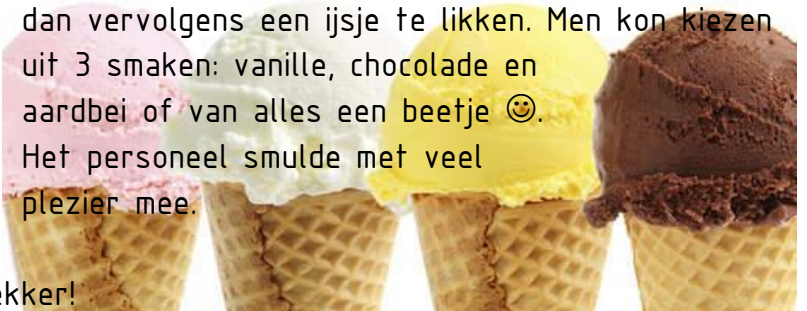 dan vervolgens een ijsje te likken. Men kon kiezen
uit 3 smaken: vanille, chocolade en
aardbei of van alles een beetje ☺.
Het personeel smulde met veel
plezier mee.
ekker!